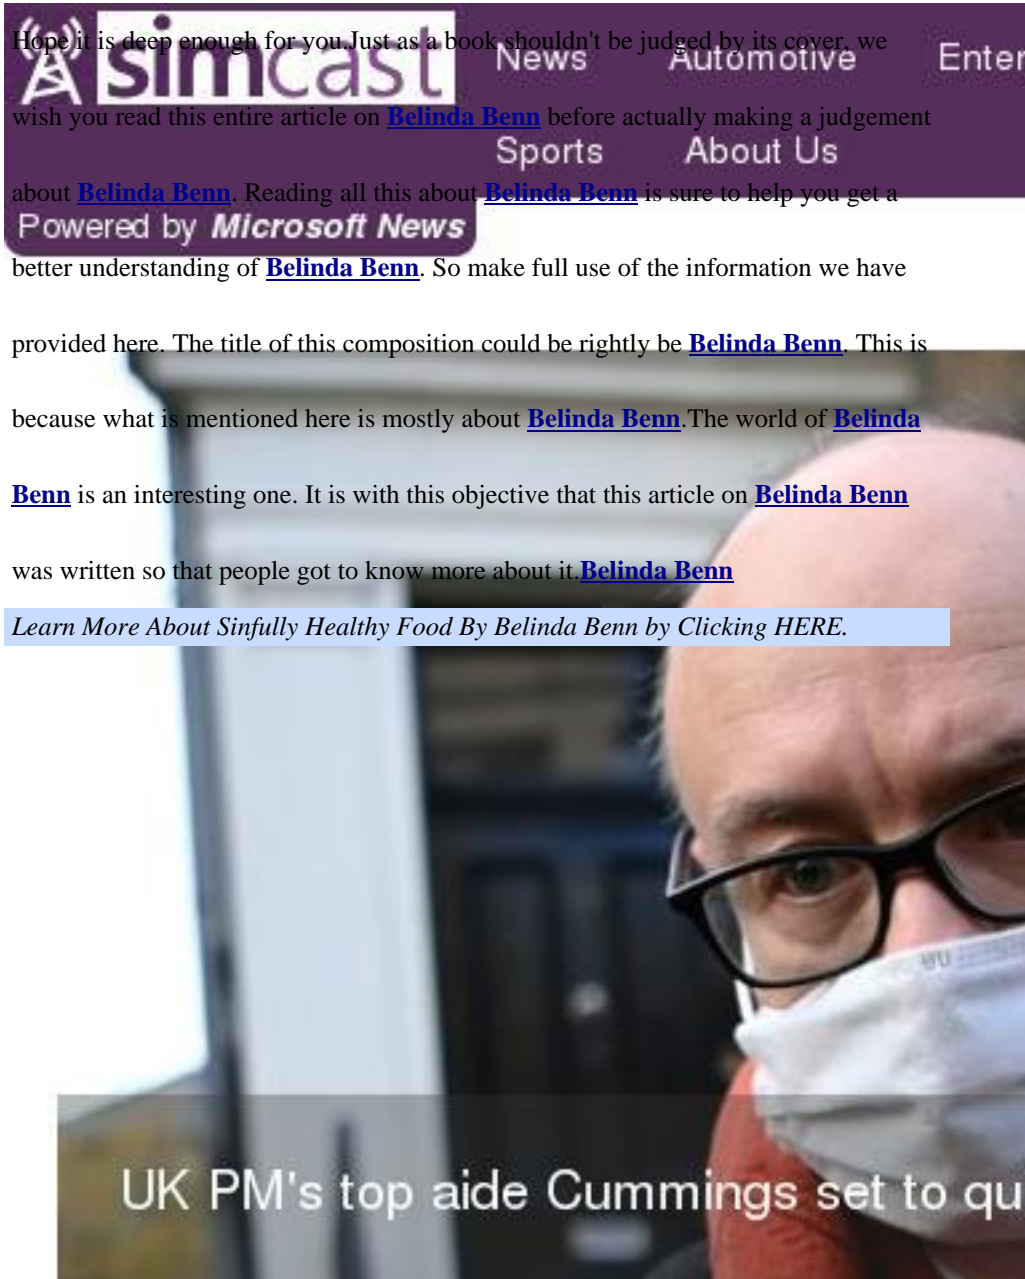 Hope it is deep enough for you.Just as a book shouldn't be judged by its cover, we
simcast
News Automotive Enter
wish you read this entire article on Belinda Benn before actually making a judgement
Sports About Us
about Belinda Benn. Reading all this about Belinda Benn is sure to help you get a
Powered by Microsoft News
better understanding of Belinda Benn. So make full use of the information we have
provided here. The title of this composition could be rightly be Belinda Benn. This is
because what is mentioned here is mostly about Belinda Benn.The world of Belinda
Benn is an interesting one. It is with this objective that this article on Belinda Benn
was written so that people got to know more about it.Belinda Benn
Learn More About Sinfully Healthy Food By Belinda Benn by Clicking HERE.
UK PM's top aide Cummings set to qu